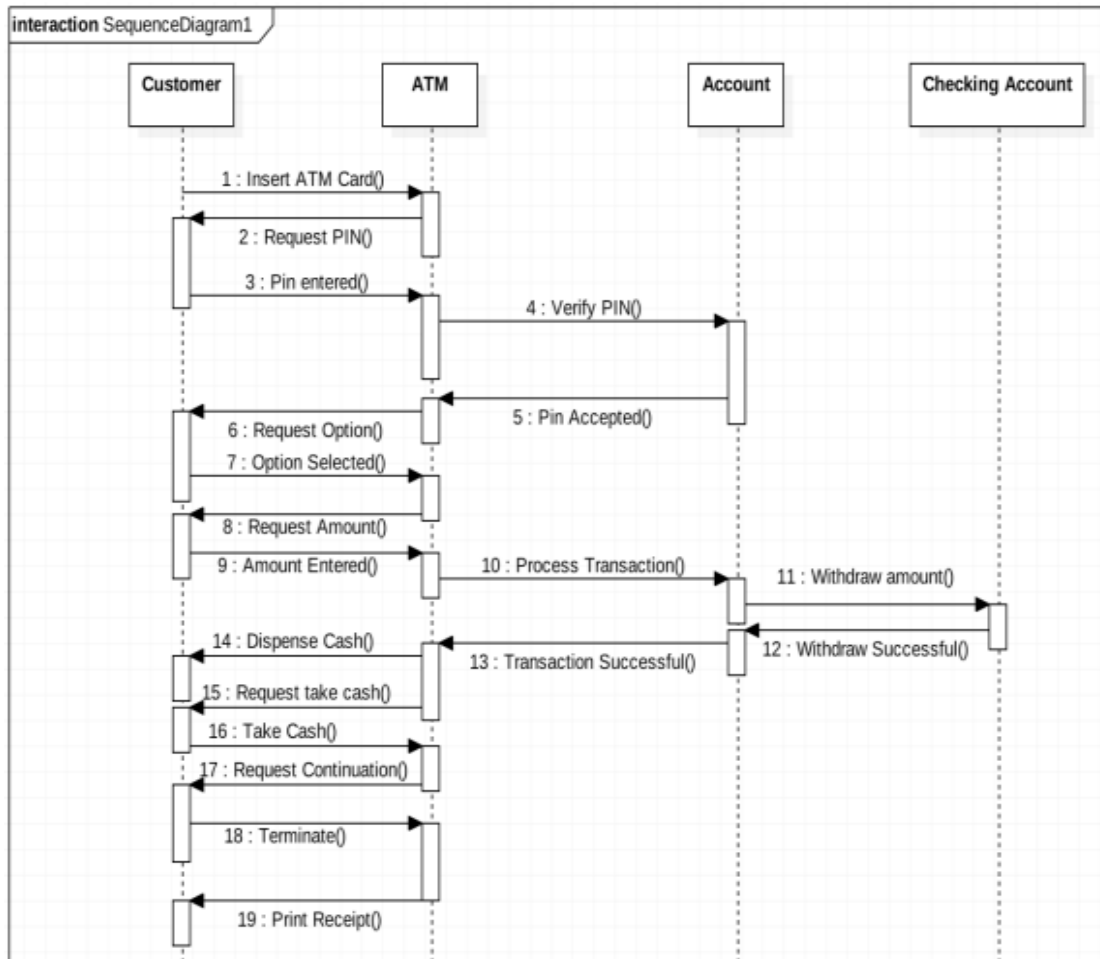 interaction SequenceDiagram1
Customer
ATM
Account
Checking Account
1 : Insert ATM Card()
2 : Request PIN()
3 : Pin entered()
4 : Verify PIN()
5 : Pin Accepted()
6 : Request Option()
7 : Option Selected()
8 : Request Amount()
9 : Amount Entered()
10 : Process Transaction()
11 : Withdraw amount()
12 : Withdraw Successful()
13 : Transaction Successful()
14 : Dispense Cash()
15 : Request take cash()
16 : Take Cash()
17 : Request Continuation()
18 : Terminate()
19 : Print Receipt()